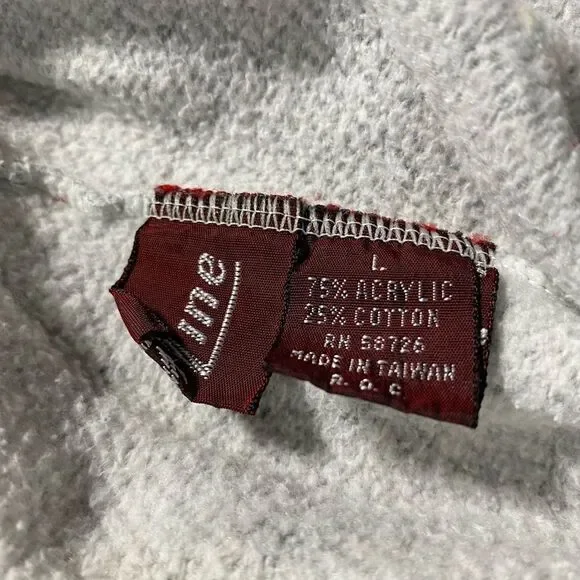 L
75% ACRYLIC
25% COTTON
RN 58726
MADE IN TAIWAN
R. O. C.